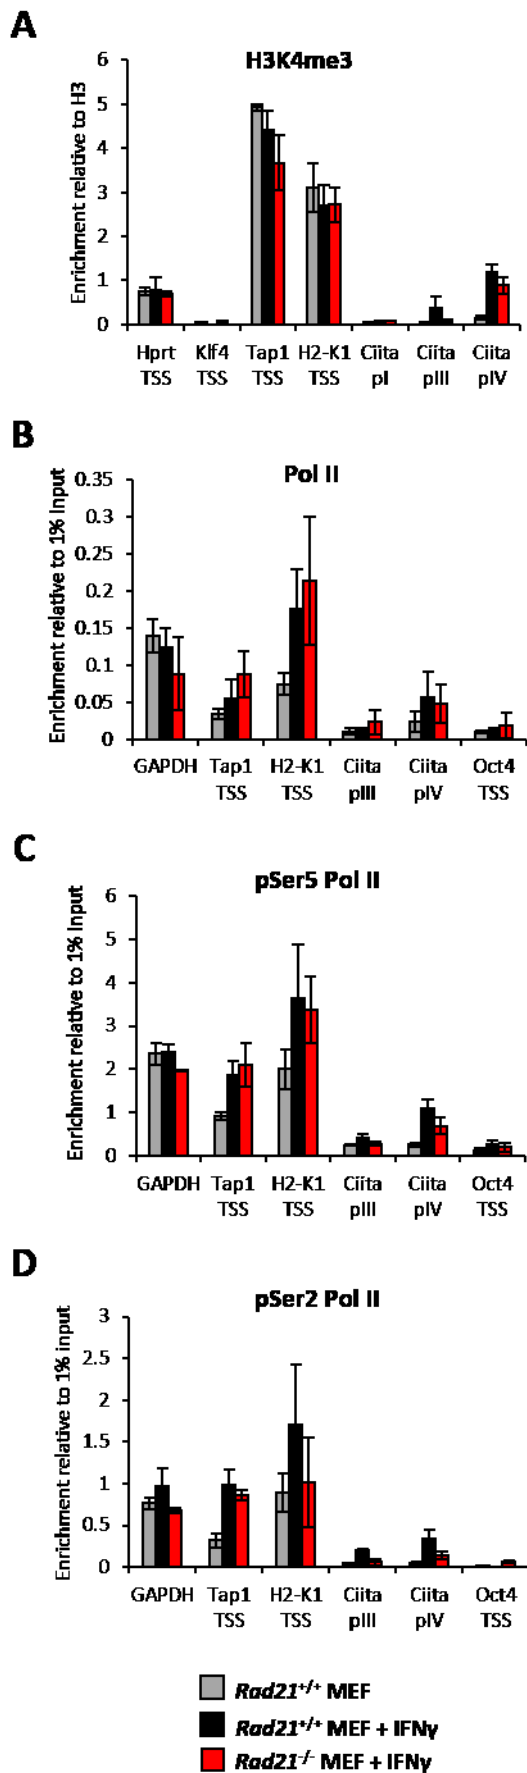 A
H3K4me3
Enrichment relative to H3
6
5
4
3
2
1
0
Hprt TSS
Klf4 TSS
Tap1 TSS
H2-K1 TSS
Ciita pI
Ciita pIII
Ciita pIV
B
Pol II
Enrichment relative to 1% input
0.35
0.3
0.25
0.2
0.15
0.1
0.05
0
GAPDH
Tap1 TSS
H2-K1 TSS
Ciita pIII
Ciita pIV
Oct4 TSS
C
pSer5 Pol II
Enrichment relative to 1% input
6
5
4
3
2
1
0
GAPDH
Tap1 TSS
H2-K1 TSS
Ciita pIII
Ciita pIV
Oct4 TSS
D
pSer2 Pol II
Enrichment relative to 1% input
3
2.5
2
1.5
1
0.5
0
GAPDH
Tap1 TSS
H2-K1 TSS
Ciita pIII
Ciita pIV
Oct4 TSS
Rad21+/+ MEF
Rad21+/+ MEF + IFNγ
Rad21-/- MEF + IFNγ